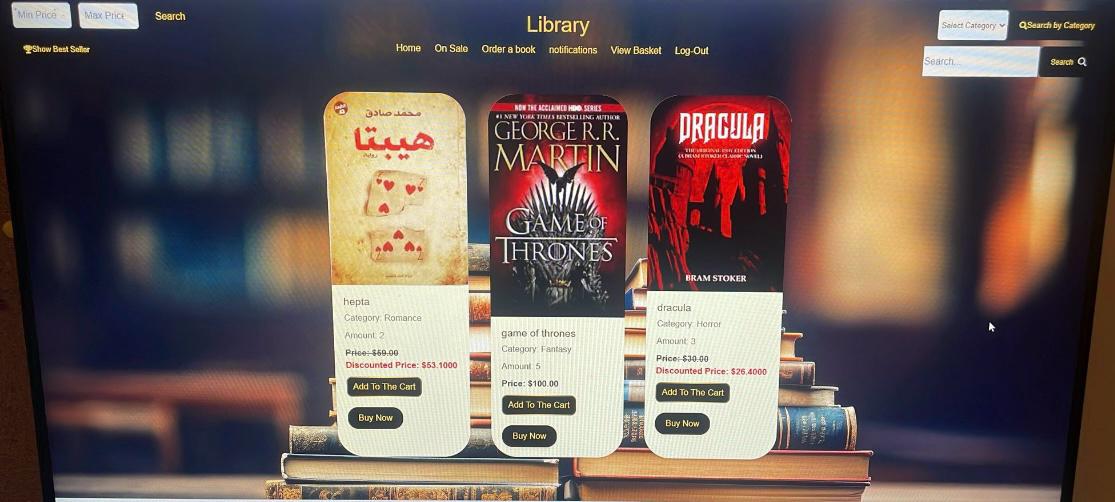 Min Price
Max Price
Search
Library
Select Category
Search by Category
Show Best Seller
Home
On Sale
Order a book
notifications
View Basket
Log-Out
Search...
Search
محمد صادق
هيبتا
رواية
NOW THE ACCLAIMED HBO SERIES
#1 NEW YORK TIMES BESTSELLING AUTHOR
GEORGE R.R.
MARTIN
GAME OF
THRONES
DRACULA
THE ORIGINAL 1897 EDITION
(A BRAM STOKER CLASSIC NOVEL)
BRAM STOKER
hepta
Category: Romance
Amount: 2
Price: $59.00
Discounted Price: $53.1000
Add To The Cart
Buy Now
game of thrones
Category: Fantasy
Amount: 5
Price: $100.00
Add To The Cart
Buy Now
dracula
Category: Horror
Amount: 3
Price: $30.00
Discounted Price: $26.4000
Add To The Cart
Buy Now